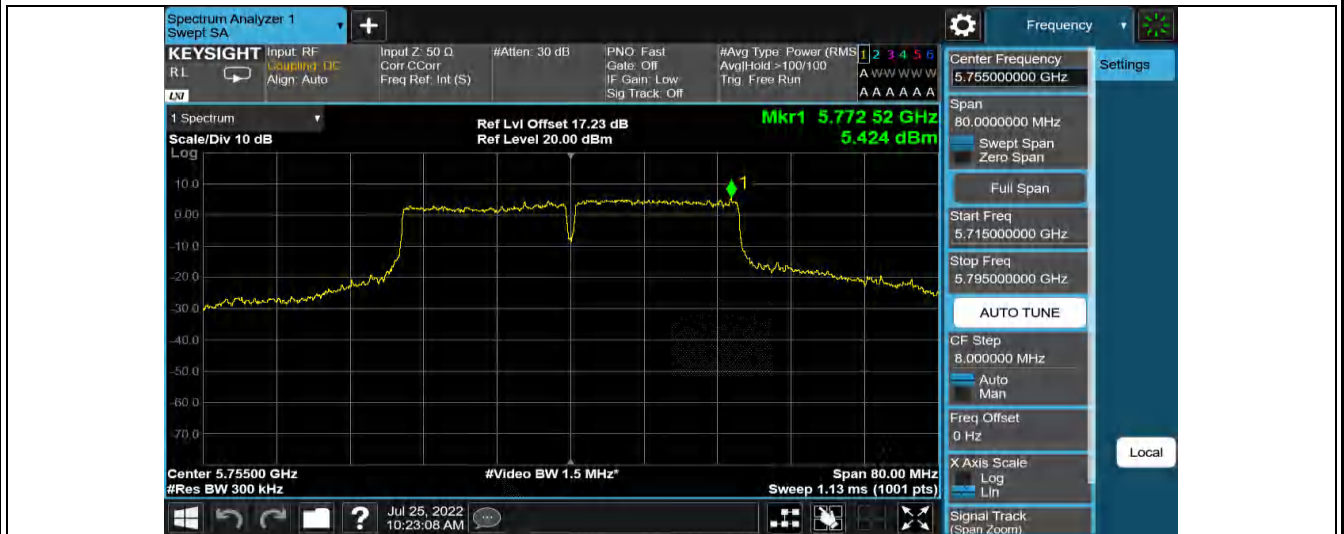 Spectrum Analyzer 1
Swept SA
+
Frequency
KEYSIGHT
RL
LXI
Input: RF
Coupling: DC
Align: Auto
Input Z: 50 Ω
Corr CCorr
Freq Ref: Int (S)
#Atten: 30 dB
PNO: Fast
Gate: Off
IF Gain: Low
Sig Track: Off
#Avg Type: Power (RMS
Avg|Hold:>100/100
Trig: Free Run
1 2 3 4 5 6
A W W W W W
A A A A A A
1 Spectrum
Scale/Div 10 dB
Log
Ref Lvl Offset 17.23 dB
Ref Level 20.00 dBm
Mkr1 5.772 52 GHz
5.424 dBm
10.0
0.00
-10.0
-20.0
-30.0
-40.0
-50.0
-60.0
-70.0
1
Center 5.75500 GHz
#Res BW 300 kHz
#Video BW 1.5 MHz*
Span 80.00 MHz
Sweep 1.13 ms (1001 pts)
?
Jul 25, 2022
10:23:08 AM
Center Frequency
5.755000000 GHz
Settings
Span
80.0000000 MHz
Swept Span
Zero Span
Full Span
Start Freq
5.715000000 GHz
Stop Freq
5.795000000 GHz
AUTO TUNE
CF Step
8.000000 MHz
Auto
Man
Freq Offset
0 Hz
X Axis Scale
Log
Lin
Local
Signal Track
(Span Zoom)